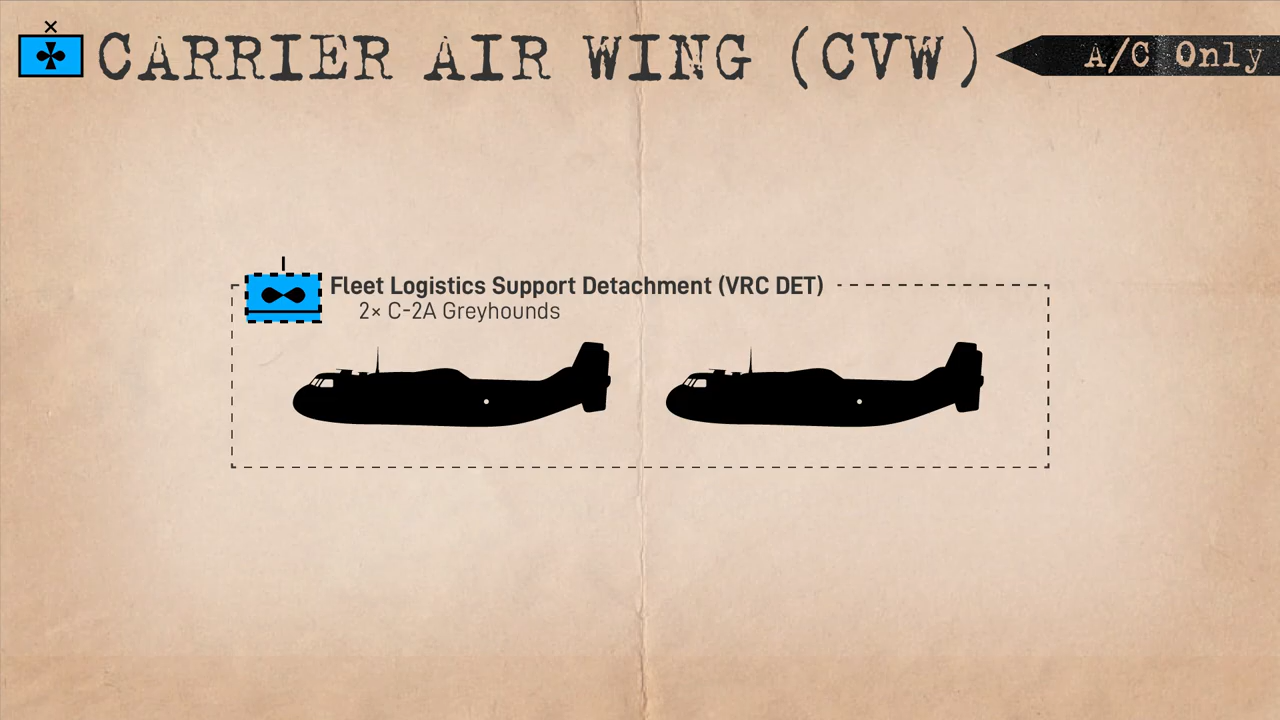 CARRIER AIR WING (CVW)
A/C Only
Fleet Logistics Support Detachment (VRC DET)
2× C-2A Greyhounds